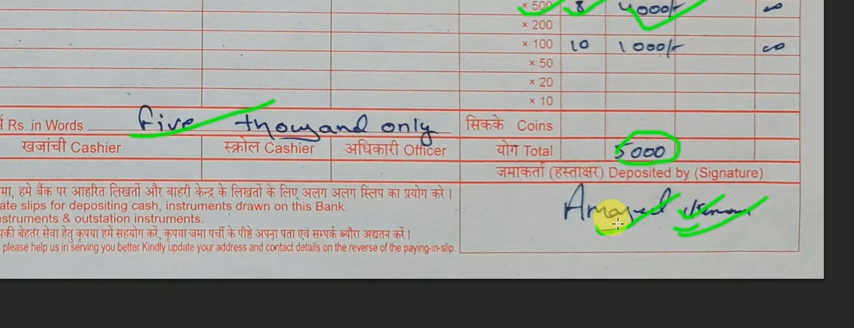 × 500 8 4000/-
× 200
× 100 10 1000/-
× 50
× 20
× 10
Rs. in Words Five thousand only सिक्के Coins
खजांची Cashier स्क्रोल Cashier अधिकारी Officer योग Total 5000
जमाकर्ता (हस्ताक्षर) Deposited by (Signature)
मा, हमे बैंक पर आहरित लिखतों और बाहरी केन्द्र के लिखतों के लिए अलग अलग स्लिप का प्रयोग करे ।
ate slips for depositing cash, instruments drawn on this Bank.
nstruments & outstation instruments.
पकी बेहतर सेवा हेतु कृपया हमें सहयोग करें, कृपया जमा पर्ची के पीछे अपना पता एवं सम्पर्क ब्यौरा अद्यतन करें ।
please help us in serving you better Kindly update your address and contact details on the reverse of the paying-in-slip.